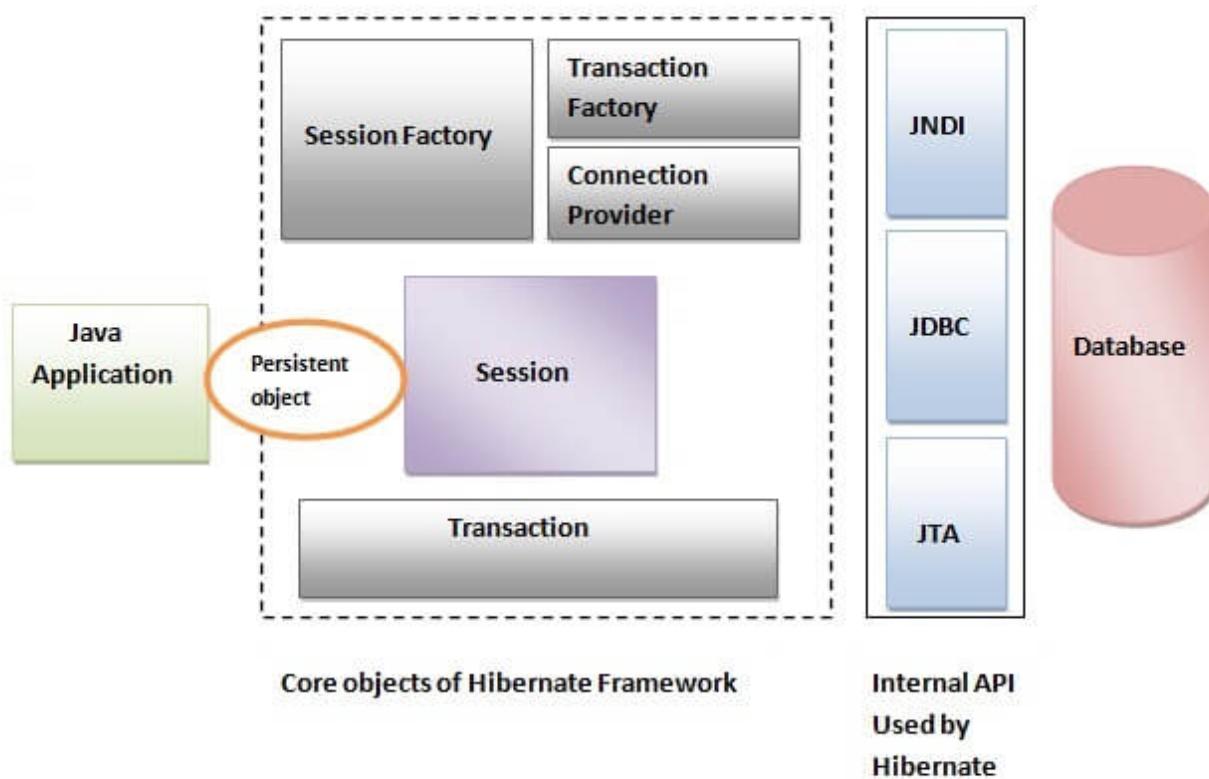 Session Factory
Transaction
Factory
Connection
Provider
JNDI
Java
Application
Persistent
object
Session
JDBC
Database
Transaction
JTA
Core objects of Hibernate Framework
Internal API
Used by
Hibernate